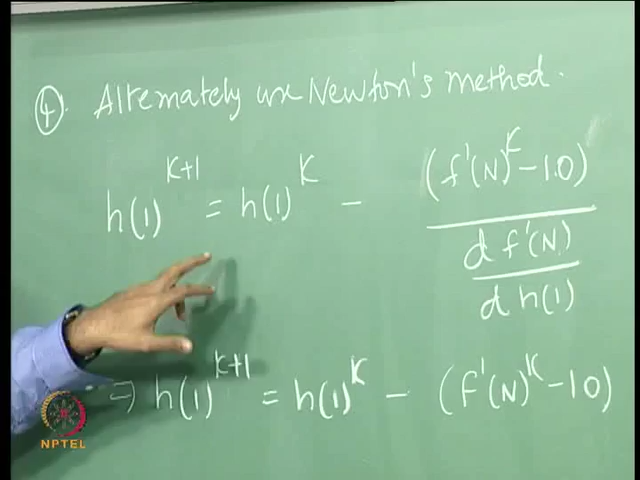 ④. Alternately use Newton's method.
h(1)^{K+1} = h(1)^K - (f'(N)^K - 1.0)
d f'(N)
d h(1)
⇒ h(1)^{K+1} = h(1)^K - (f'(N)^K - 1.0)
NPTEL